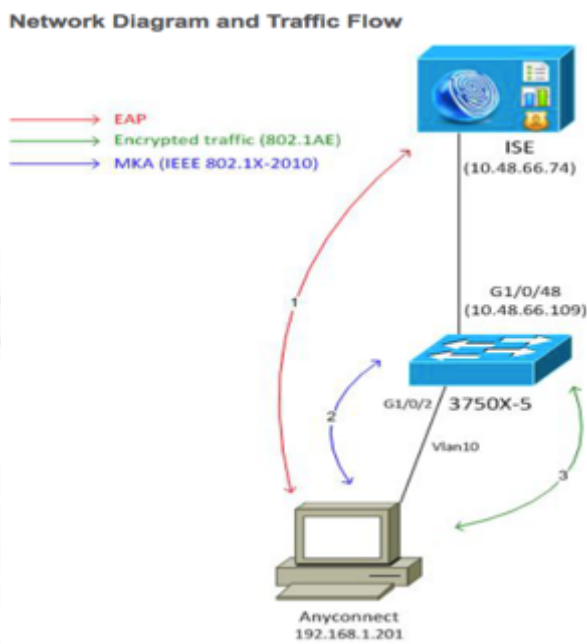 Network Diagram and Traffic Flow
EAP
Encrypted traffic (802.1AE)
MKA (IEEE 802.1X-2010)
ISE
(10.48.66.74)
1
G1/0/48
(10.48.66.109)
G1/0/2
3750X-5
2
Vlan10
3
Anyconnect
192.168.1.201